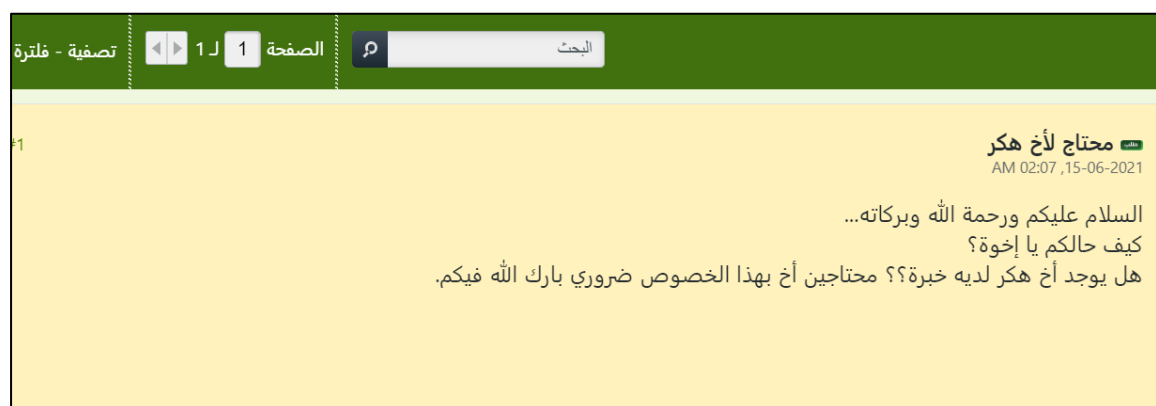 البحث
الصفحة 1 لـ 1
تصفية - فلترة
محتاج لأخ هكر
#1
15-06-2021, 02:07 AM
السلام عليكم ورحمة الله وبركاته...
كيف حالكم يا إخوة؟
هل يوجد أخ هكر لديه خبرة؟؟ محتاجين أخ بهذا الخصوص ضروري بارك الله فيكم.